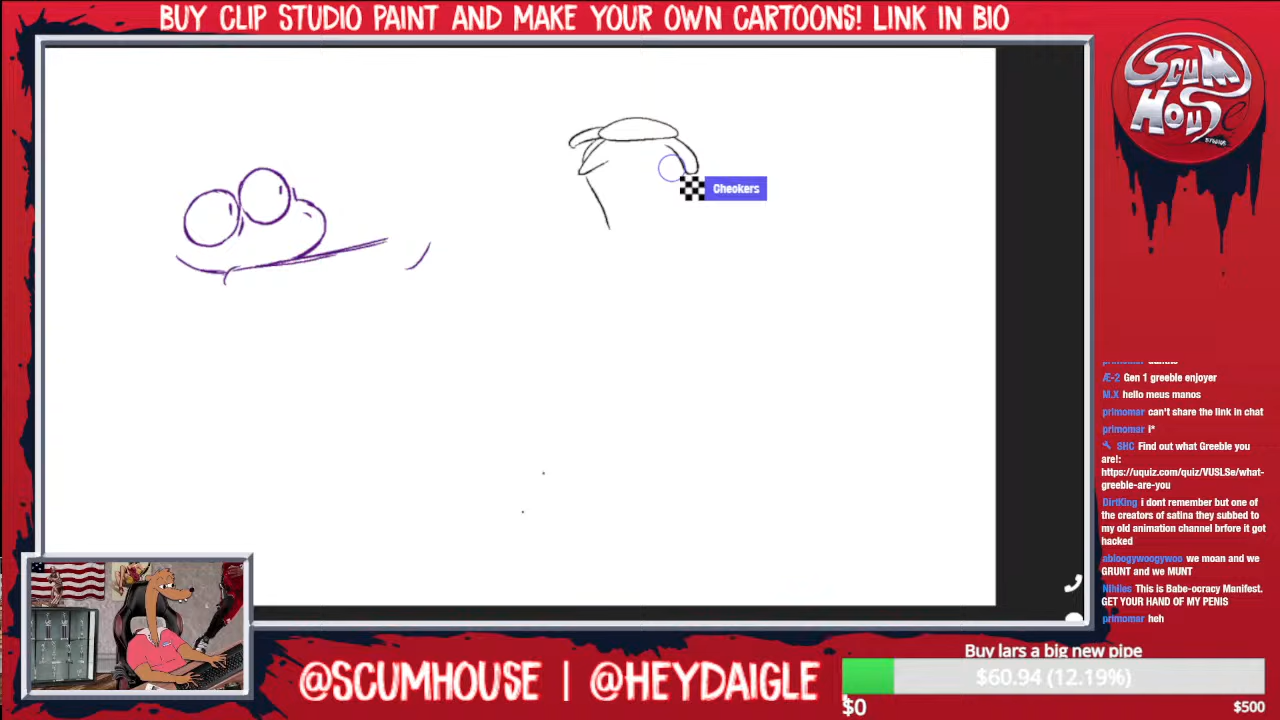 BUY CLIP STUDIO PAINT AND MAKE YOUR OWN CARTOONS! LINK IN BIO
SCUM
HOUSE
Cheokers
Æ-2 Gen 1 greeble enjoyer
M.X hello meus manos
primomar can't share the link in chat
primomar i*
SHC Find out what Greeble you
are!:
https://uquiz.com/quiz/VUSLSe/what-
greeble-are-you
DirtKing i dont remember but one of
the creators of satina they subbed to
my old animation channel brfore it got
hacked
abloogywoogywoo we moan and we
GRUNT and we MUNT
Nihilos This is Babe-ocracy Manifest.
GET YOUR HAND OF MY PENIS
primomar heh
Buy lars a big new pipe
$60.94 (12.19%)
$0
$500
@SCUMHOUSE | @HEYDAIGLE